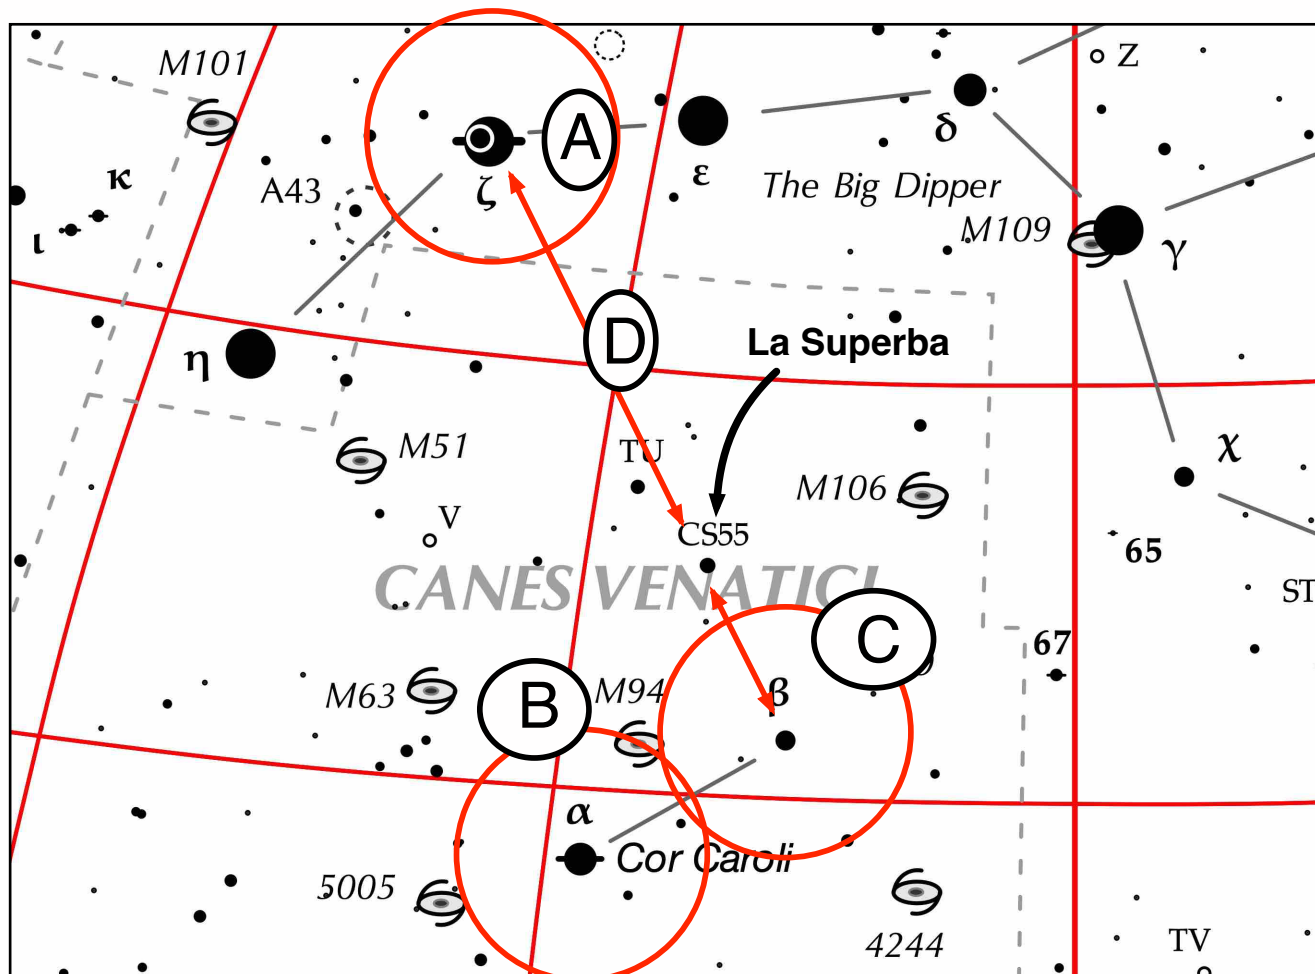 M101
Z
A
κ
A43
ζ
ε
δ
The Big Dipper
M109
ι
γ
η
D
La Superba
M51
TU
M106
χ
V
CS55
65
CANES VENATICI
ST
C
67
M63
B
M94
β
α
Cor Caroli
5005
4244
TV